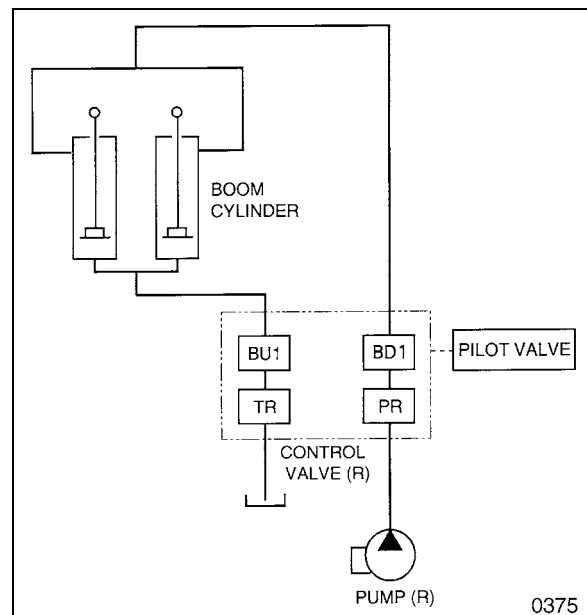 BOOM
CYLINDER
BU1
BD1
PILOT VALVE
TR
PR
CONTROL
VALVE (R)
PUMP (R)
0375